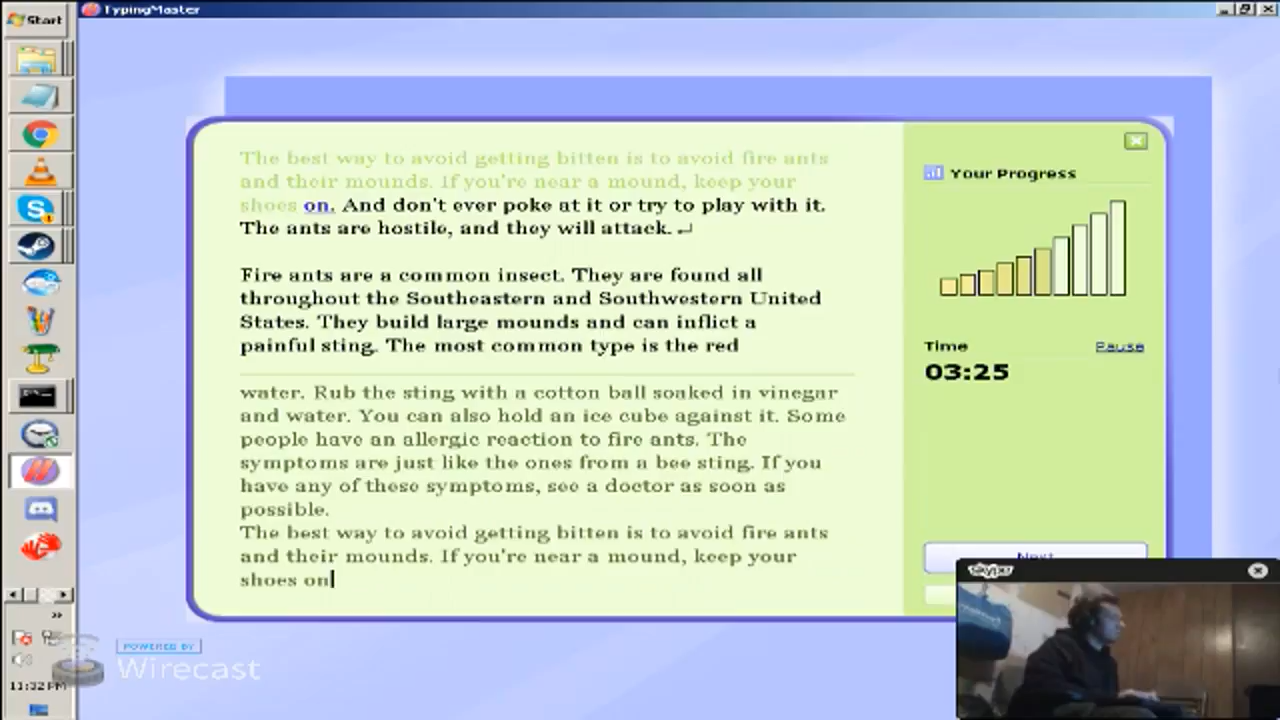 Start
TypingMaster
The best way to avoid getting bitten is to avoid fire ants
and their mounds. If you're near a mound, keep your
shoes on. And don't ever poke at it or try to play with it.
The ants are hostile, and they will attack.
Fire ants are a common insect. They are found all
throughout the Southeastern and Southwestern United
States. They build large mounds and can inflict a
painful sting. The most common type is the red
water. Rub the sting with a cotton ball soaked in vinegar
and water. You can also hold an ice cube against it. Some
people have an allergic reaction to fire ants. The
symptoms are just like the ones from a bee sting. If you
have any of these symptoms, see a doctor as soon as
possible.
The best way to avoid getting bitten is to avoid fire ants
and their mounds. If you're near a mound, keep your
shoes on
Your Progress
Time Pause
03:25
Next
skype
POWERED BY
Wirecast
11:32 PM